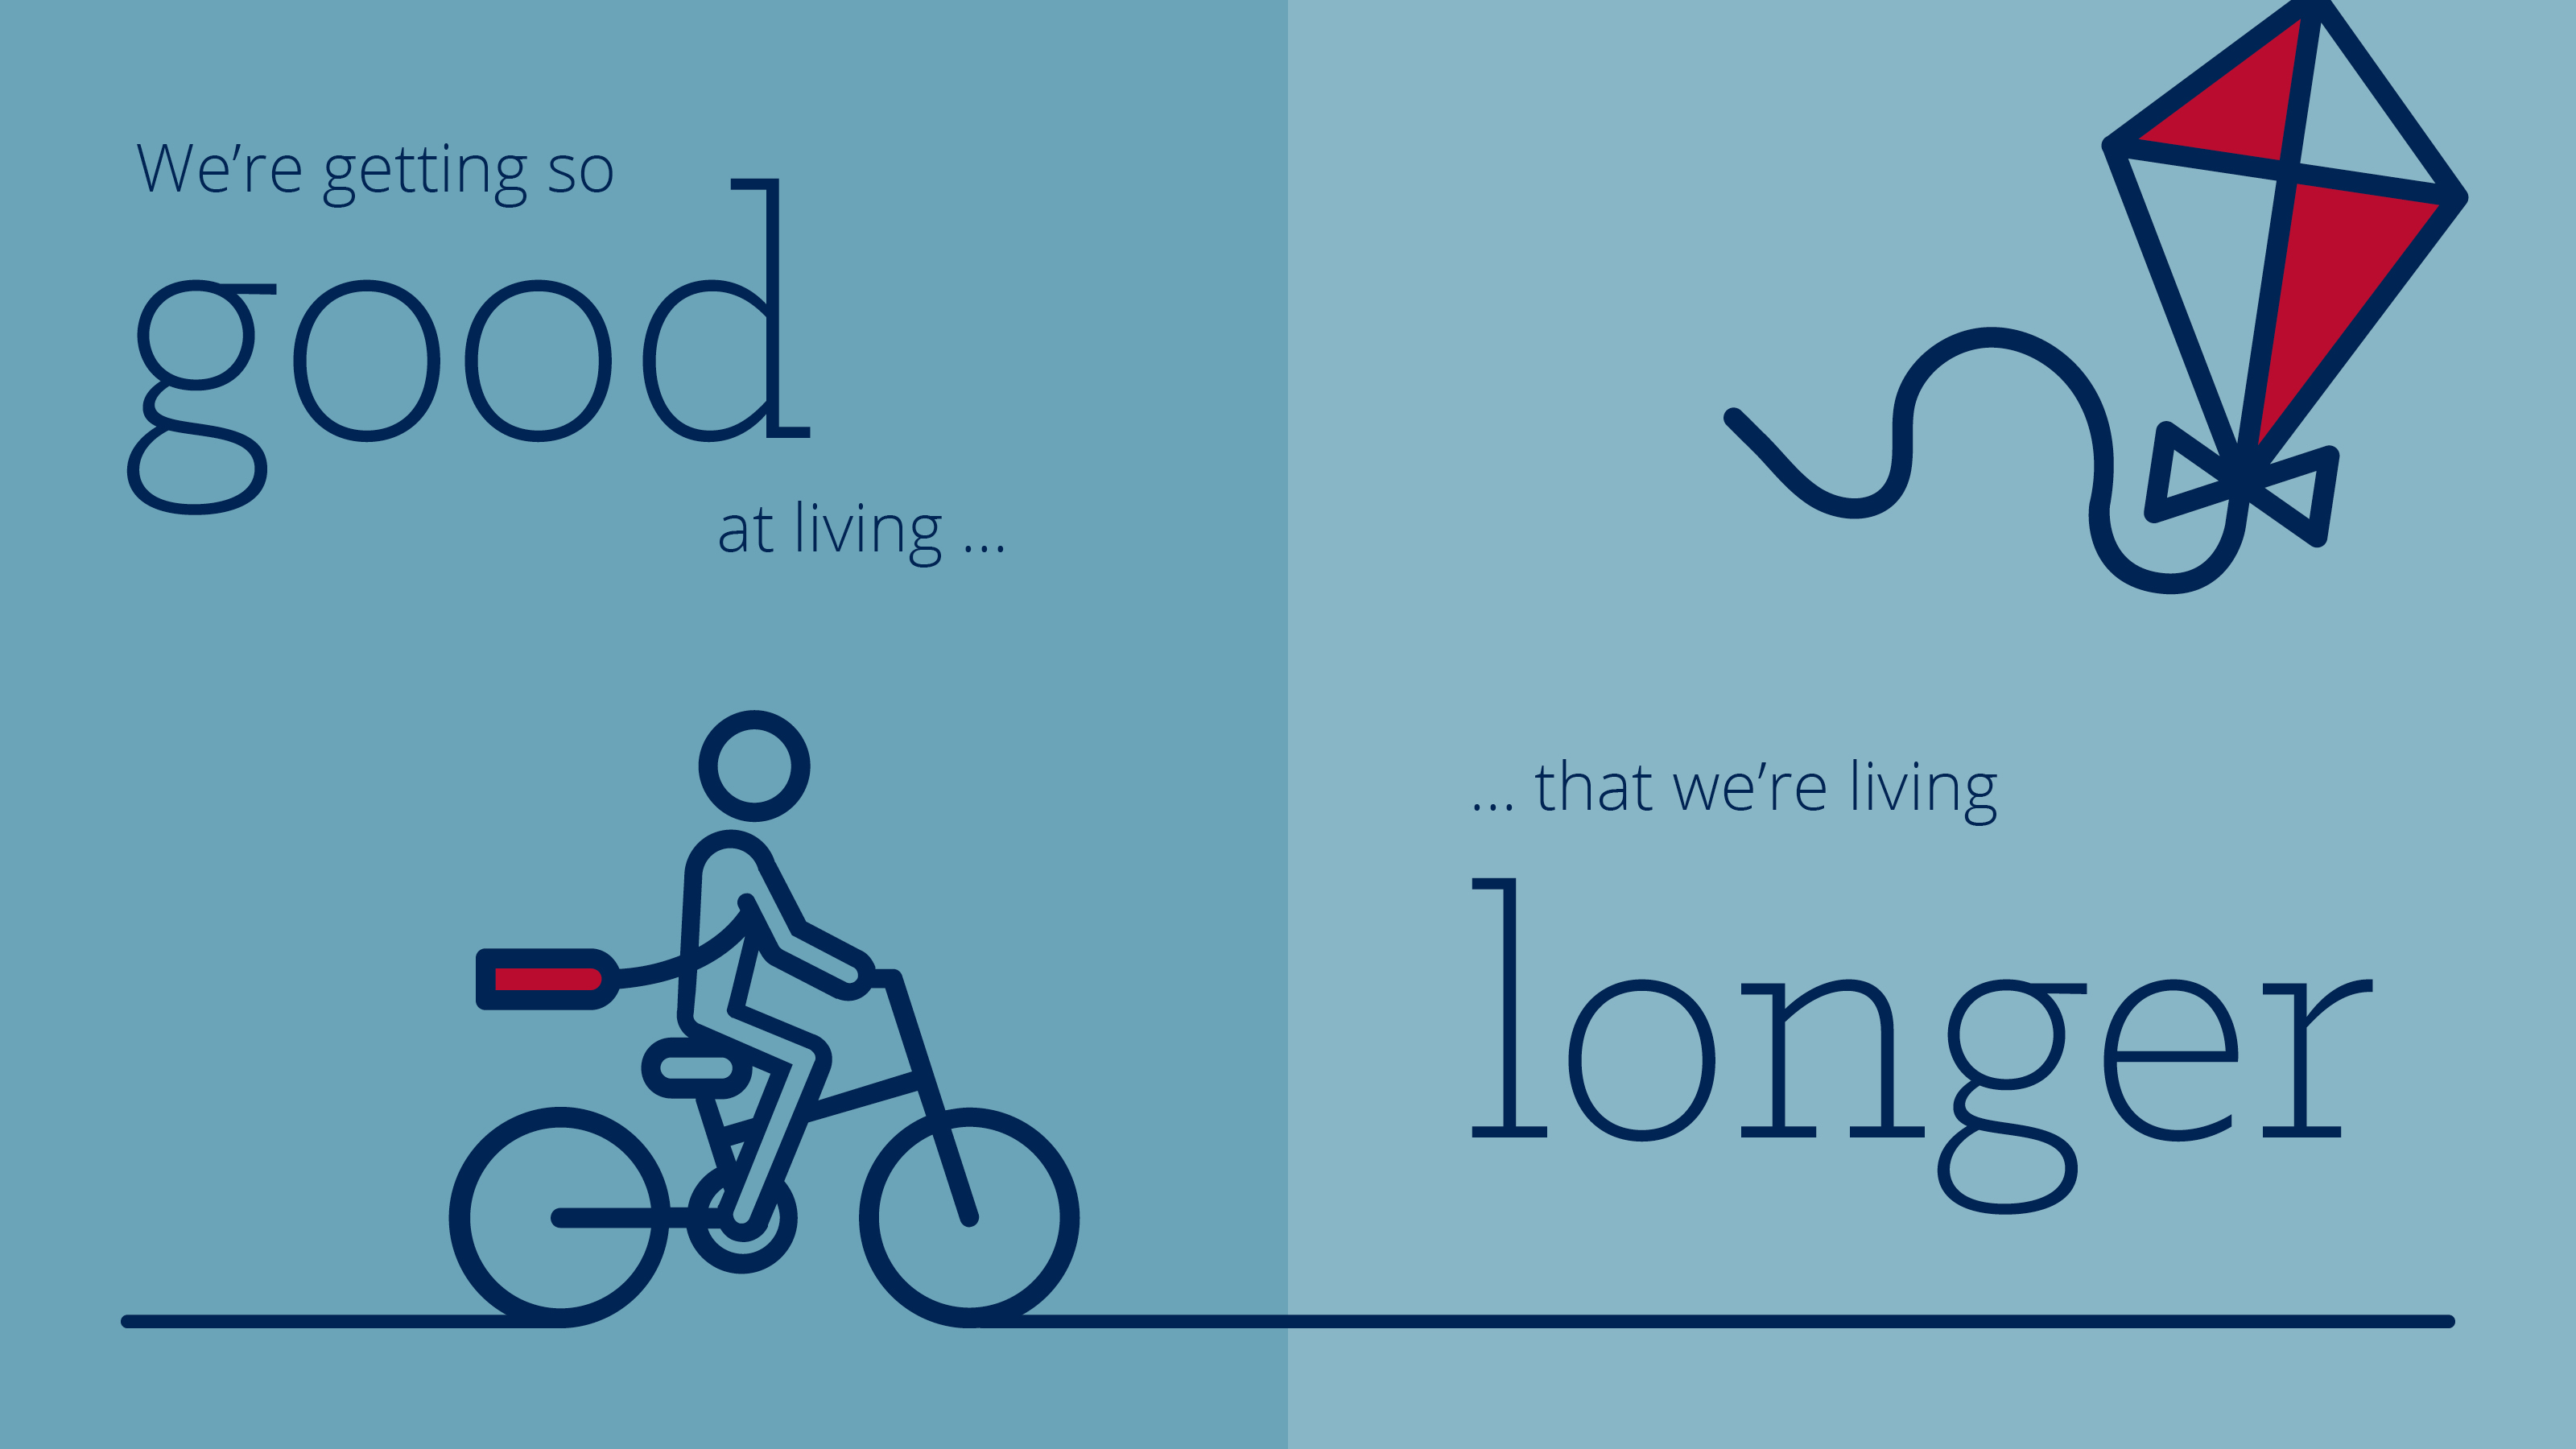 We’re getting so
good
at living ...
... that we’re living
longer